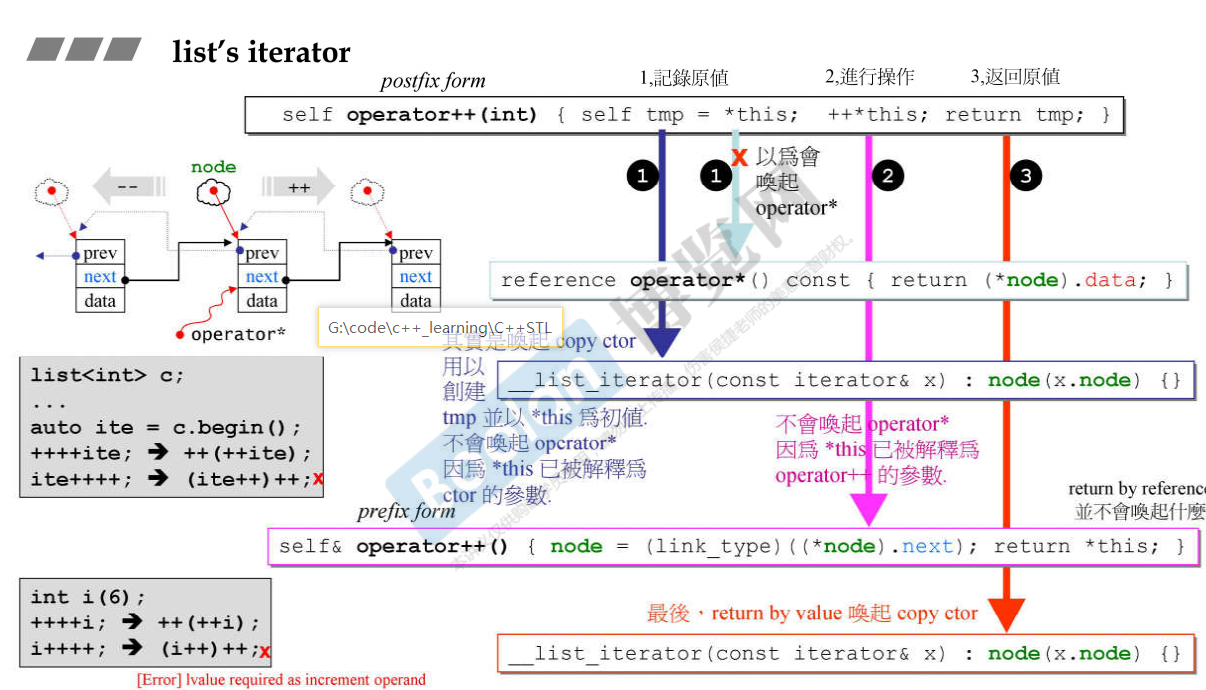 list's iterator
postfix form
1,記錄原値
2,進行操作
3,返回原値
self operator++(int) { self tmp = *this; ++*this; return tmp; }
node
--
++
1
1
x
以爲會
喚起
operator*
2
3
prev
next
data
prev
next
data
prev
next
data
operator*
reference operator*() const { return (*node).data; }
G:\code\c++_learning\C++STL
其實是喚起 copy ctor
用以
創建
tmp 並以 *this 爲初値.
不會喚起 operator*
因爲 *this 已被解釋爲
ctor 的參數.
__list_iterator(const iterator& x) : node(x.node) {}
list<int> c;
...
auto ite = c.begin();
++++ite; ➔ ++(++ite);
ite++++; ➔ (ite++)++;x
不會喚起 operator*
因爲 *this 已被解釋爲
operator++ 的參數.
return by reference
並不會喚起什麼
prefix form
self& operator++() { node = (link_type)((*node).next); return *this; }
int i(6);
++++i; ➔ ++(++i);
i++++; ➔ (i++)++;x
[Error] lvalue required as increment operand
最後、return by value 喚起 copy ctor
__list_iterator(const iterator& x) : node(x.node) {}
Boolan
博览网